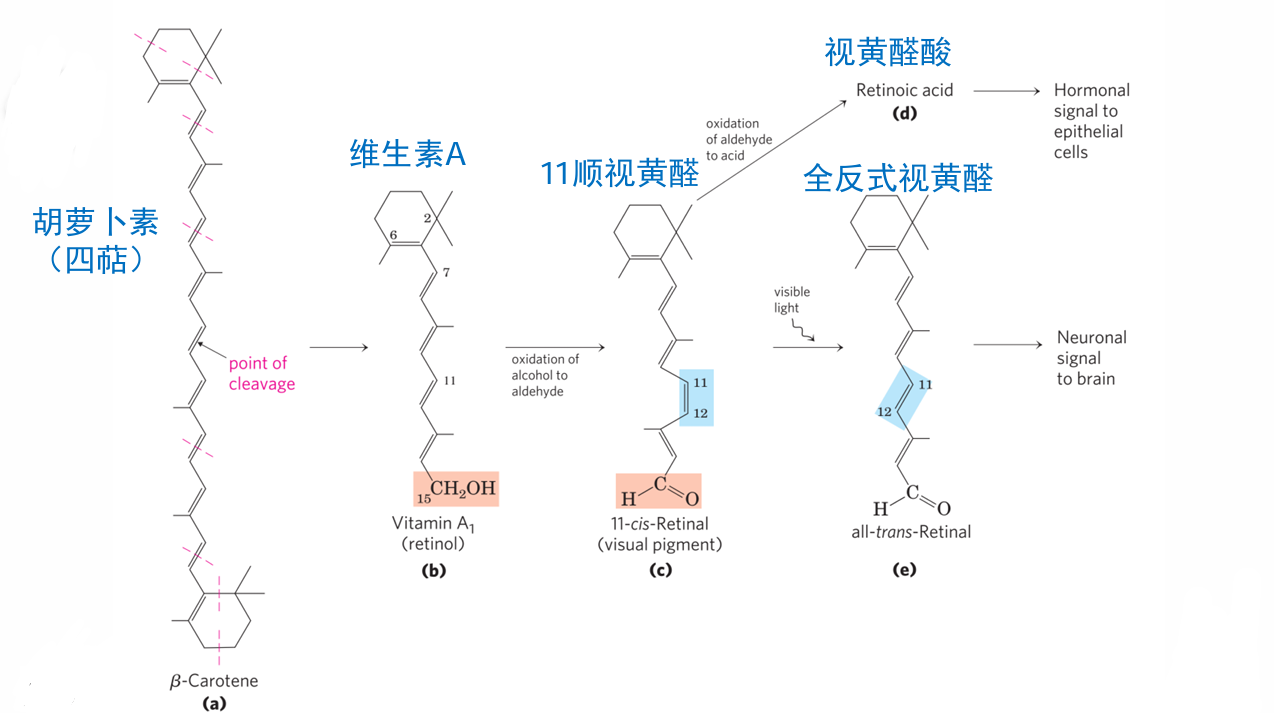 胡萝卜素
（四萜）
point of
cleavage
β-Carotene
(a)
维生素A
2
6
7
11
15
CH₂OH
Vitamin A₁
(retinol)
(b)
oxidation of
alcohol to
aldehyde
11顺视黄醛
11
12
H
C
O
11-cis-Retinal
(visual pigment)
(c)
oxidation
of aldehyde
to acid
视黄醛酸
Retinoic acid
(d)
Hormonal
signal to
epithelial
cells
visible
light
全反式视黄醛
11
12
H
C
O
all-trans-Retinal
(e)
Neuronal
signal
to brain